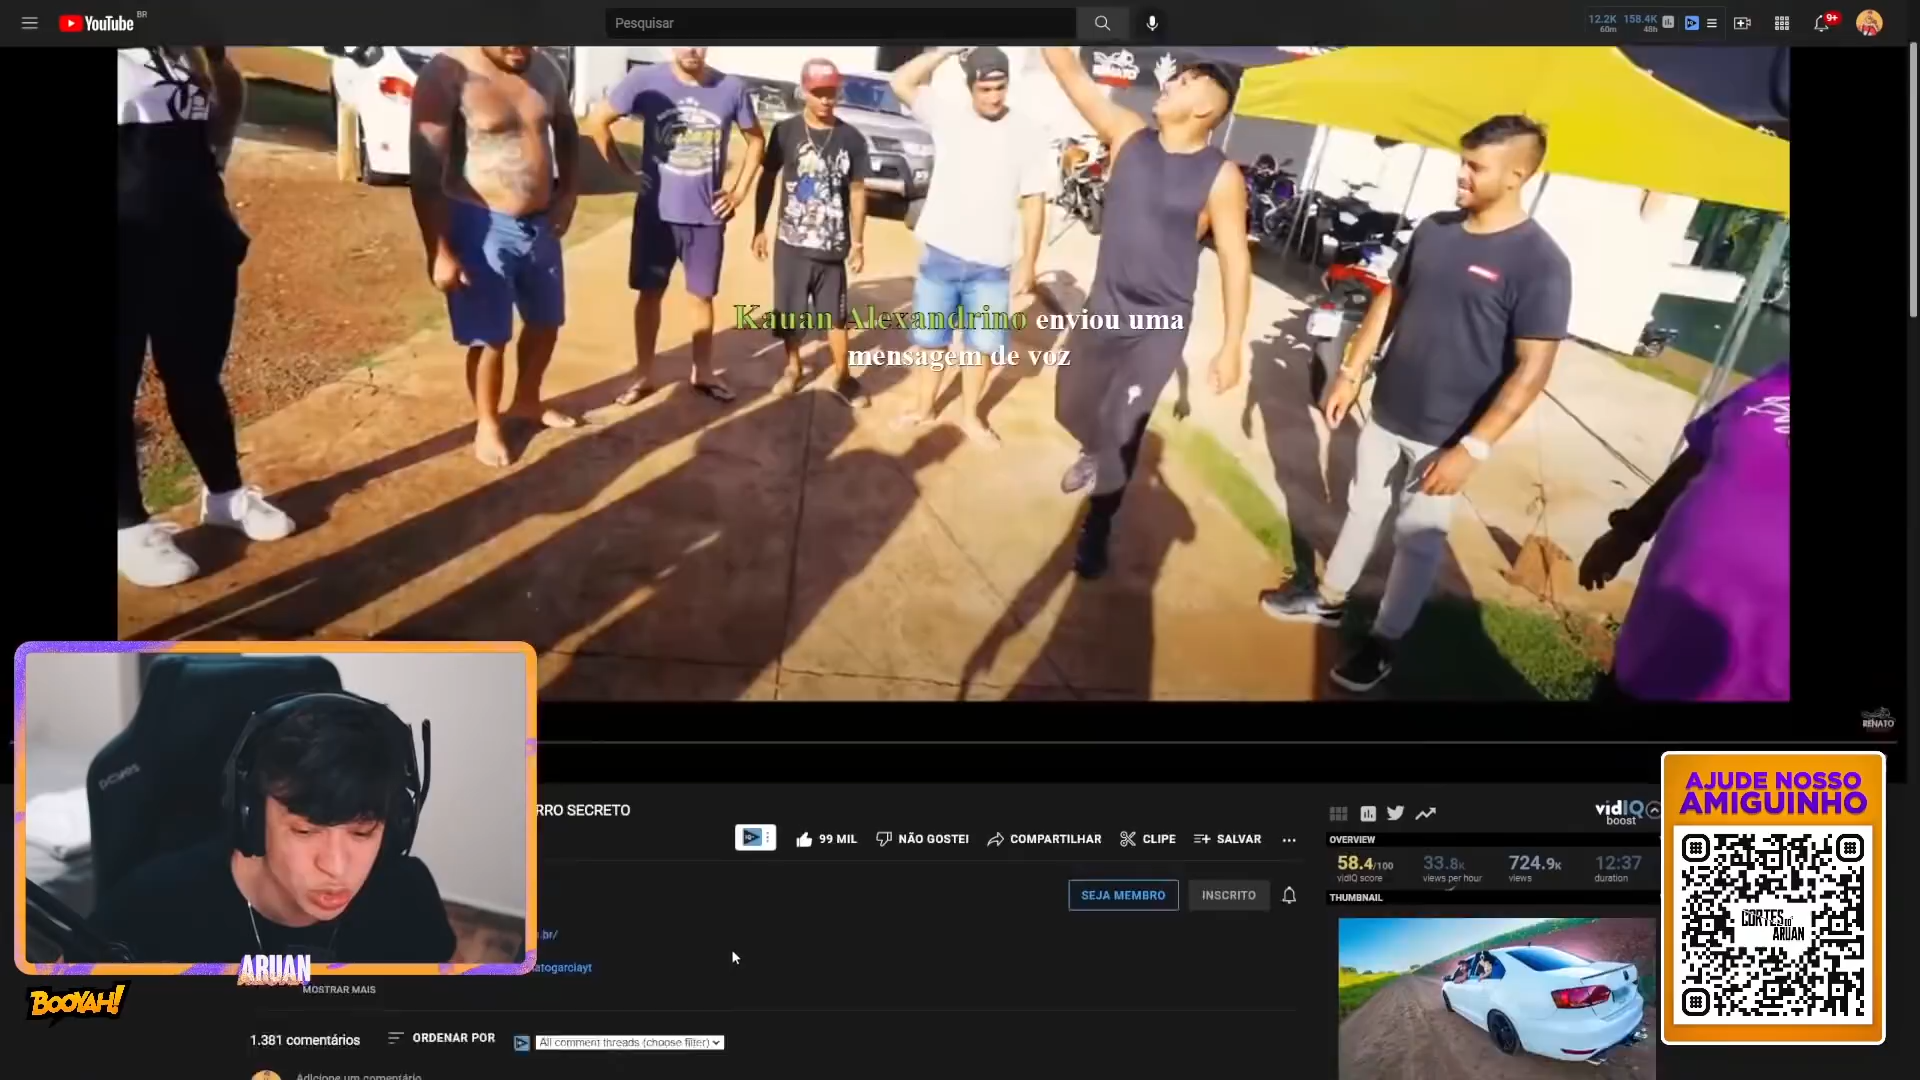 YouTube BR
Pesquisar
12.2K 158.4K
60m 48h
9+
RENATO
Kauan Alexandrino enviou uma
mensagem de voz
RENATO
RRO SECRETO
99 MIL NÃO GOSTEI COMPARTILHAR CLIPE SALVAR
SEJA MEMBRO INSCRITO
.br/
atogarciayt
MOSTRAR MAIS
1.381 comentários ORDENAR POR All comment threads (choose filter)
Adicione um comentário
ARUAN
BOOYAH!
vidIQ
boost
OVERVIEW
58.4/100 33.8K 724.9K 12:37
vidIQ score views per hour views duration
THUMBNAIL
AJUDE NOSSO
AMIGUINHO
CORTES DO
ARUAN